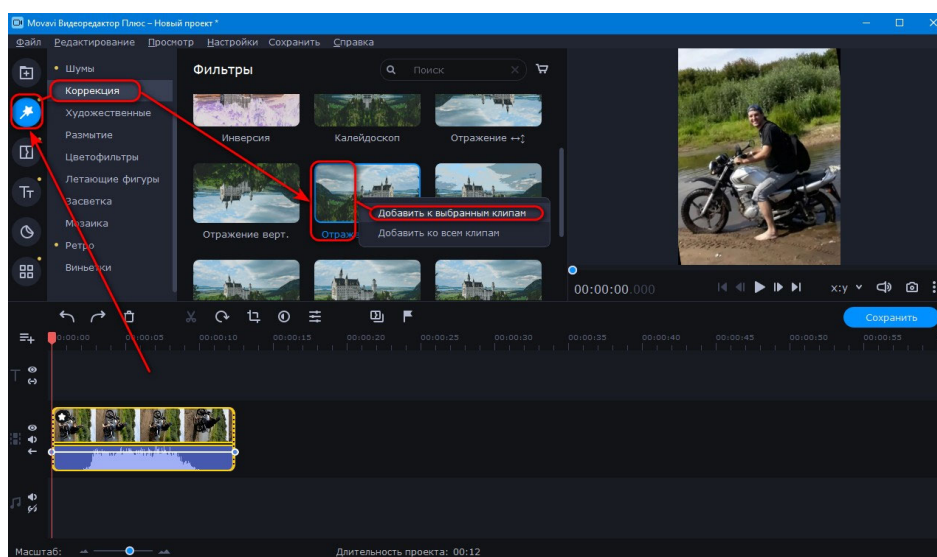 Movavi Видеоредактор Плюс – Новый проект *
Файл Редактирование Просмотр Настройки Сохранить Справка
Шумы
Коррекция
Художественные
Размытие
Цветофильтры
Летающие фигуры
Засветка
Мозаика
Ретро
Виньетки
Фильтры
Поиск
Инверсия
Калейдоскоп
Отражение
Отражение верт.
Добавить к выбранным клипам
Добавить ко всем клипам
00:00:00.000
x:y
Сохранить
00:00:00 00:00:05 00:00:10 00:00:15 00:00:20 00:00:25 00:00:30 00:00:35 00:00:40 00:00:45 00:00:50 00:00:55
Масштаб:
Длительность проекта: 00:12